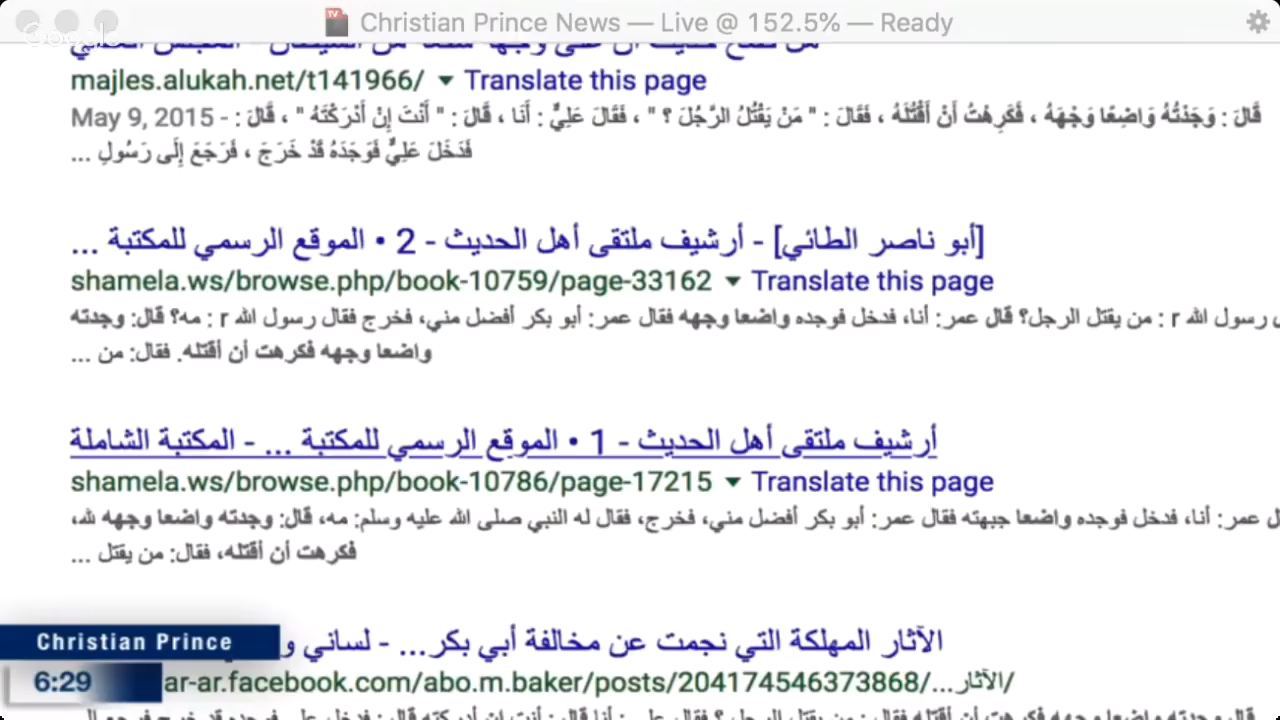 Christian Prince News — Live @ 152.5% — Ready
Google
majles.alukah.net/t141966/ ▼ Translate this page
May 9, 2015 - قَالَ : وَجَدْتُهُ وَاضِعًا وَجْهَهُ ، فَكَرِهْتُ أَنْ أَقْتُلَهُ ، فَقَالَ : " مَنْ يَقْتُلُ الرَّجُلَ ؟ " ، فَقَالَ عَلِيٌّ : أَنَا ، قَالَ : " أَنْتَ إِنْ أَدْرَكْتَهُ " ، قَالَ :
فَدَخَلَ عَلِيٌّ فَوَجَدَهُ قَدْ خَرَجَ ، فَرَجَعَ إِلَى رَسُولِ ...
[أبو ناصر الطائي] - أرشيف ملتقى أهل الحديث - 2 • الموقع الرسمي للمكتبة ...
shamela.ws/browse.php/book-10759/page-33162 ▼ Translate this page
رسول الله r : من يقتل الرجل؟ قال عمر: أنا، فدخل فوجده واضعا وجهه فقال عمر: أبو بكر أفضل مني، فخرج فقال رسول الله r : مه؟ قال: وجدته
واضعا وجهه فكرهت أن أقتله. فقال: من ...
أرشيف ملتقى أهل الحديث - 1 • الموقع الرسمي للمكتبة ... - المكتبة الشاملة
shamela.ws/browse.php/book-10786/page-17215 ▼ Translate this page
عمر: أنا، فدخل فوجده واضعا جبهته فقال عمر: أبو بكر أفضل مني، فخرج، فقال له النبي صلى الله عليه وسلم: مه، قال: وجدته واضعا وجهه لله،
فكرهت أن أقتله، فقال: من يقتل ...
الآثار المهلكة التي نجمت عن مخالفة أبي بكر... - لساني و
Christian Prince
ar-ar.facebook.com/abo.m.baker/posts/204174546373868/...الآثار/
6:29